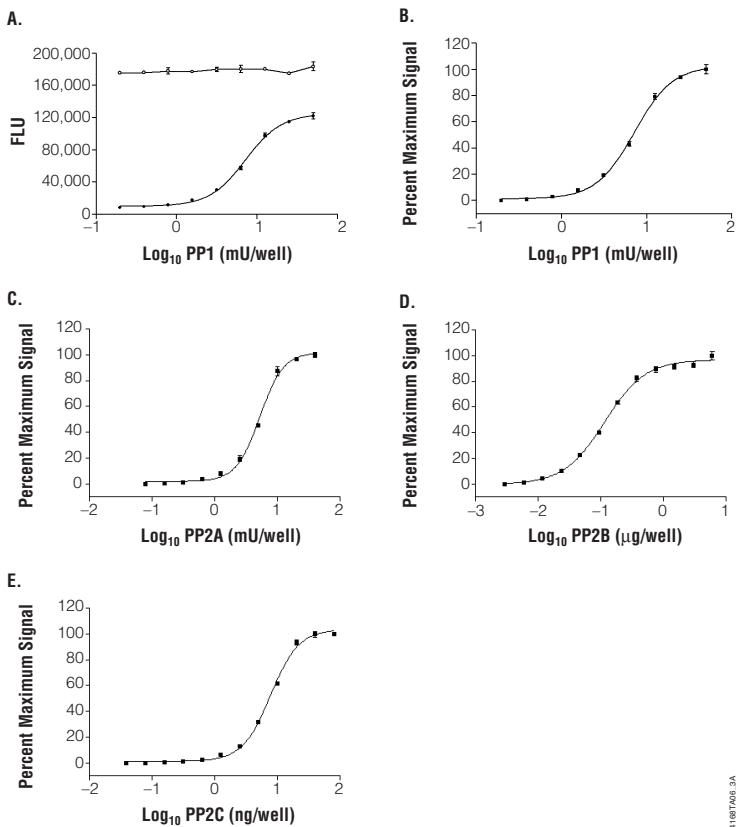 A.
200,000
160,000
120,000
80,000
40,000
0
FLU
−1 0 1 2
Log10 PP1 (mU/well)
B.
120
100
80
60
40
20
0
Percent Maximum Signal
−1 0 1 2
Log10 PP1 (mU/well)
C.
120
100
80
60
40
20
0
Percent Maximum Signal
−2 −1 0 1 2
Log10 PP2A (mU/well)
D.
120
100
80
60
40
20
0
Percent Maximum Signal
−3 −2 −1 0 1
Log10 PP2B (μg/well)
E.
120
100
80
60
40
20
0
Percent Maximum Signal
−2 −1 0 1 2
Log10 PP2C (ng/well)
4168TA06_3A